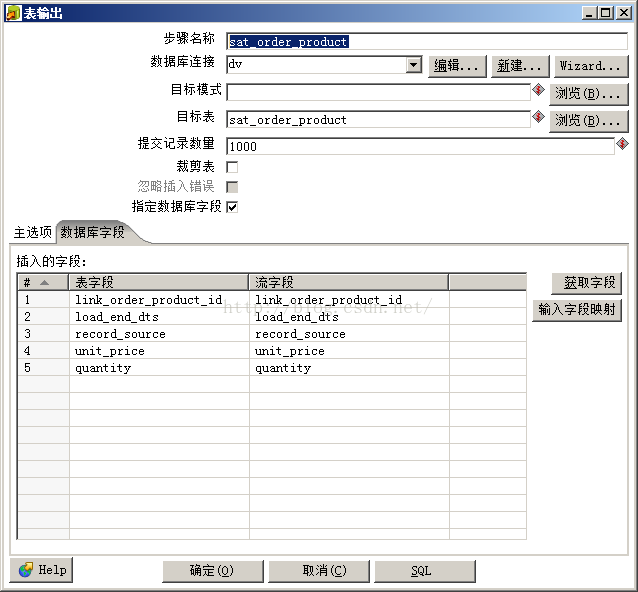 表输出
步骤名称 sat_order_product
数据库连接 dv 编辑... 新建... Wizard...
目标模式 浏览(B)...
目标表 sat_order_product 浏览(B)...
提交记录数量 1000
裁剪表
忽略插入错误
指定数据库字段
主选项 数据库字段
插入的字段:
# 表字段 流字段 获取字段
1 link_order_product_id link_order_product_id
http://blog.csdn.net/
2 load_end_dts load_end_dts 输入字段映射
3 record_source record_source
4 unit_price unit_price
5 quantity quantity
Help 确定(O) 取消(C) SQL